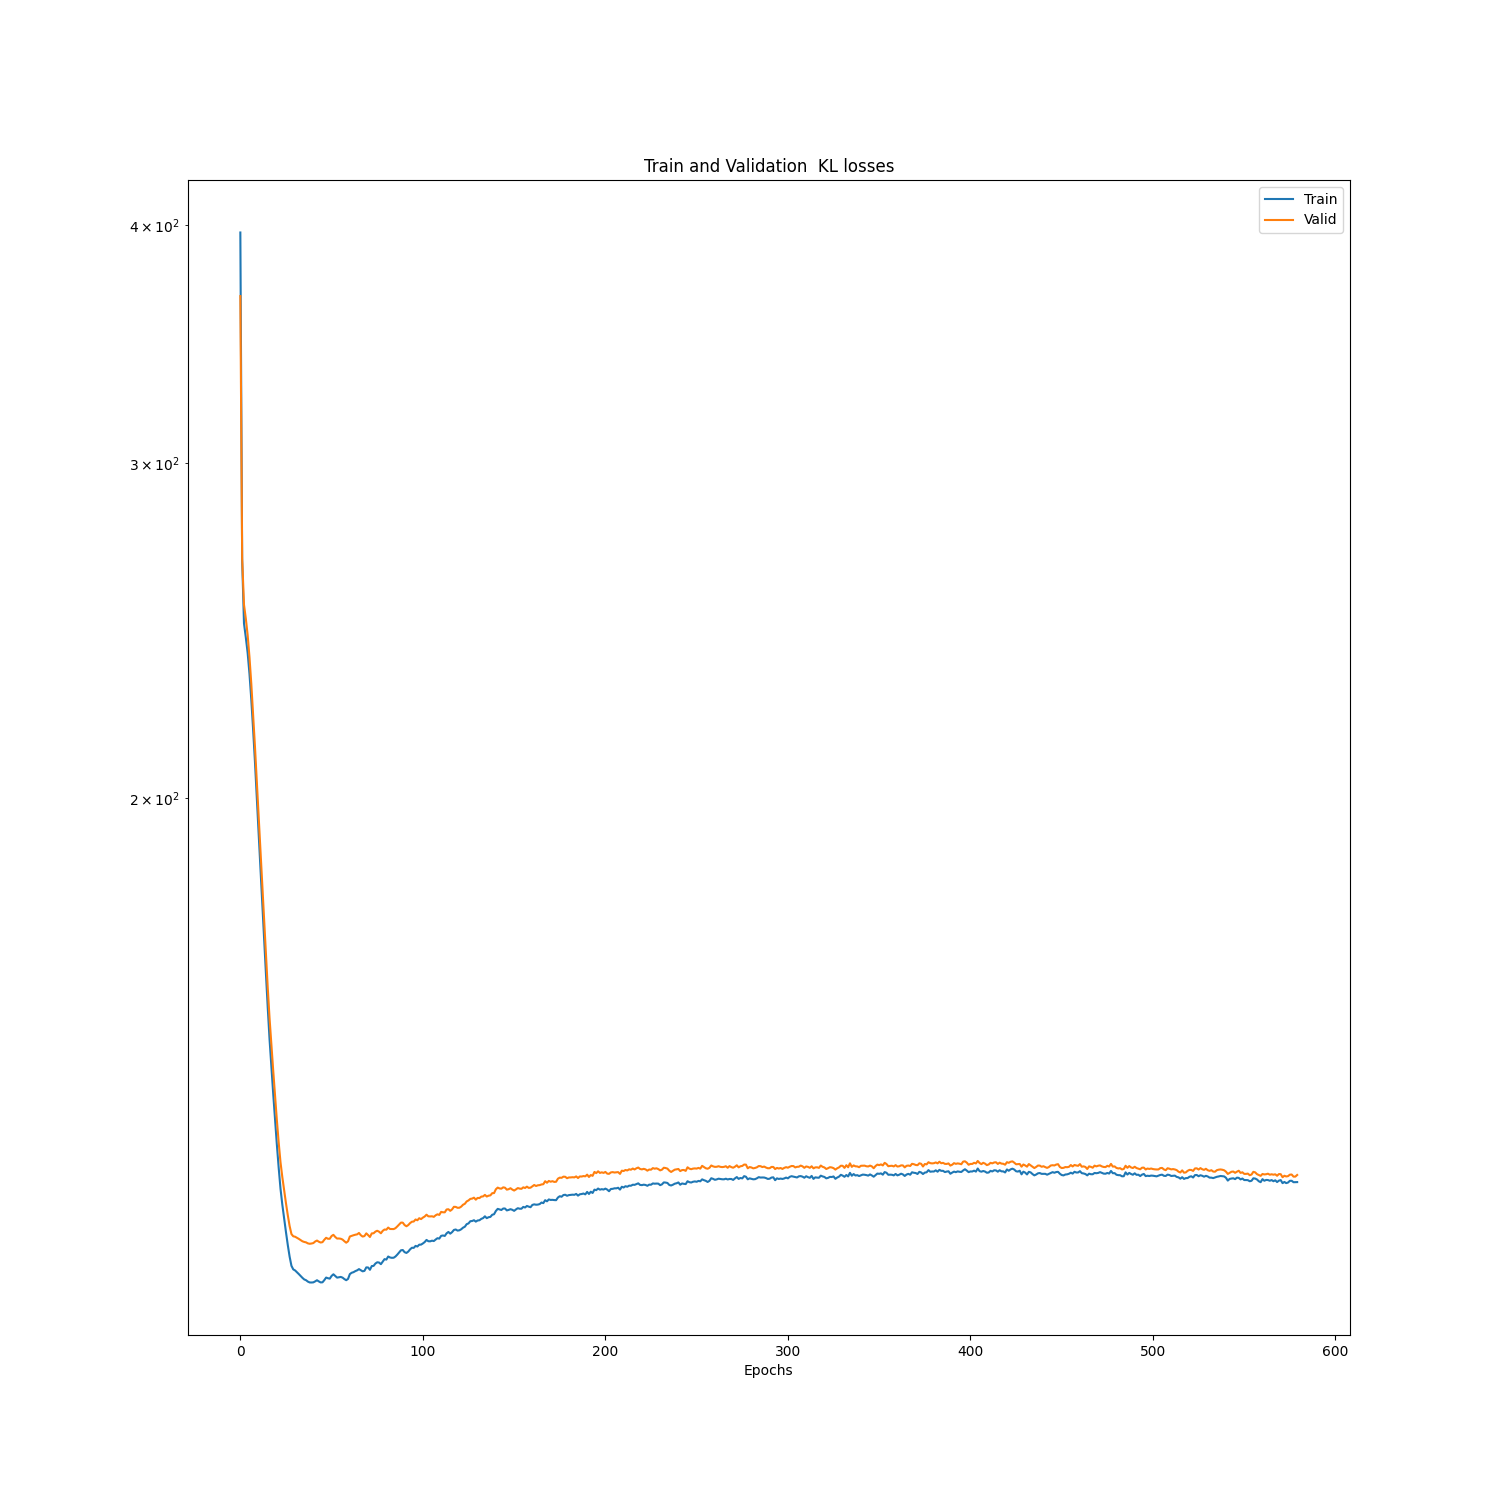 Train and Validation  KL losses
Train
Valid
4 × 10²
3 × 10²
2 × 10²
0 100 200 300 400 500 600
Epochs